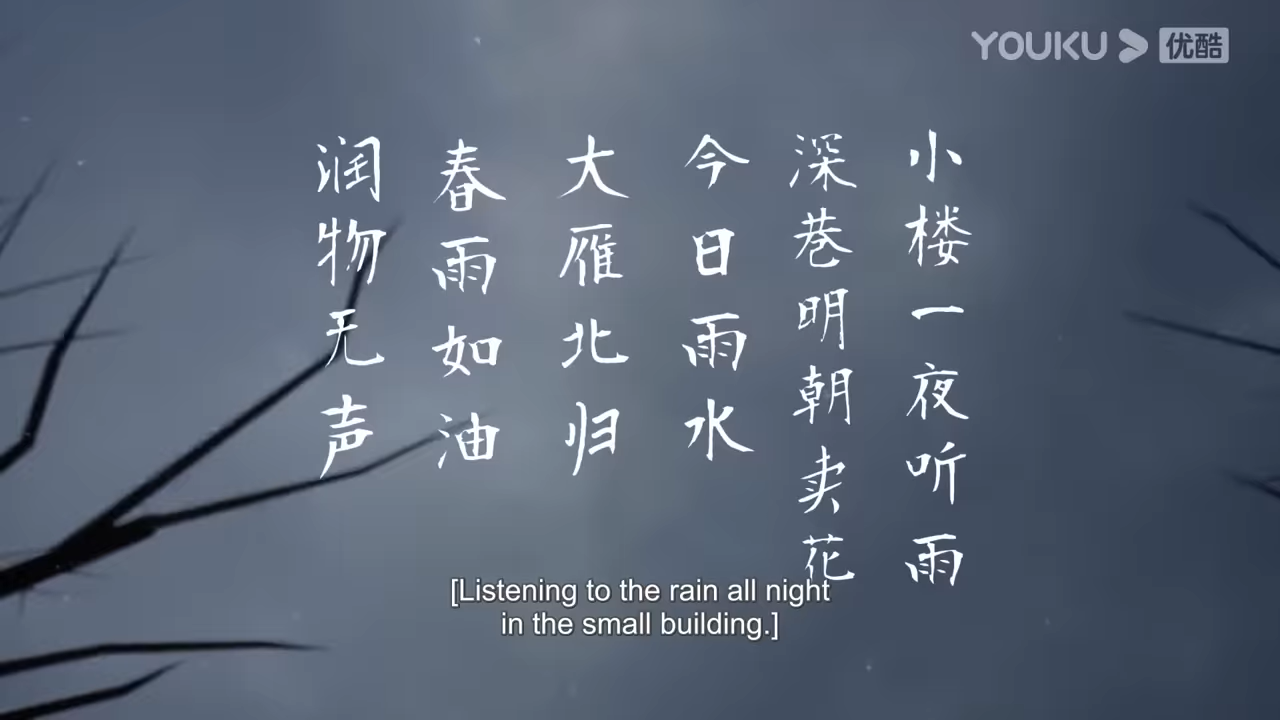 YOUKU 优酷
小楼一夜听雨
深巷明朝卖花
今日雨水
大雁北归
春雨如油
润物无声
[Listening to the rain all night
in the small building.]